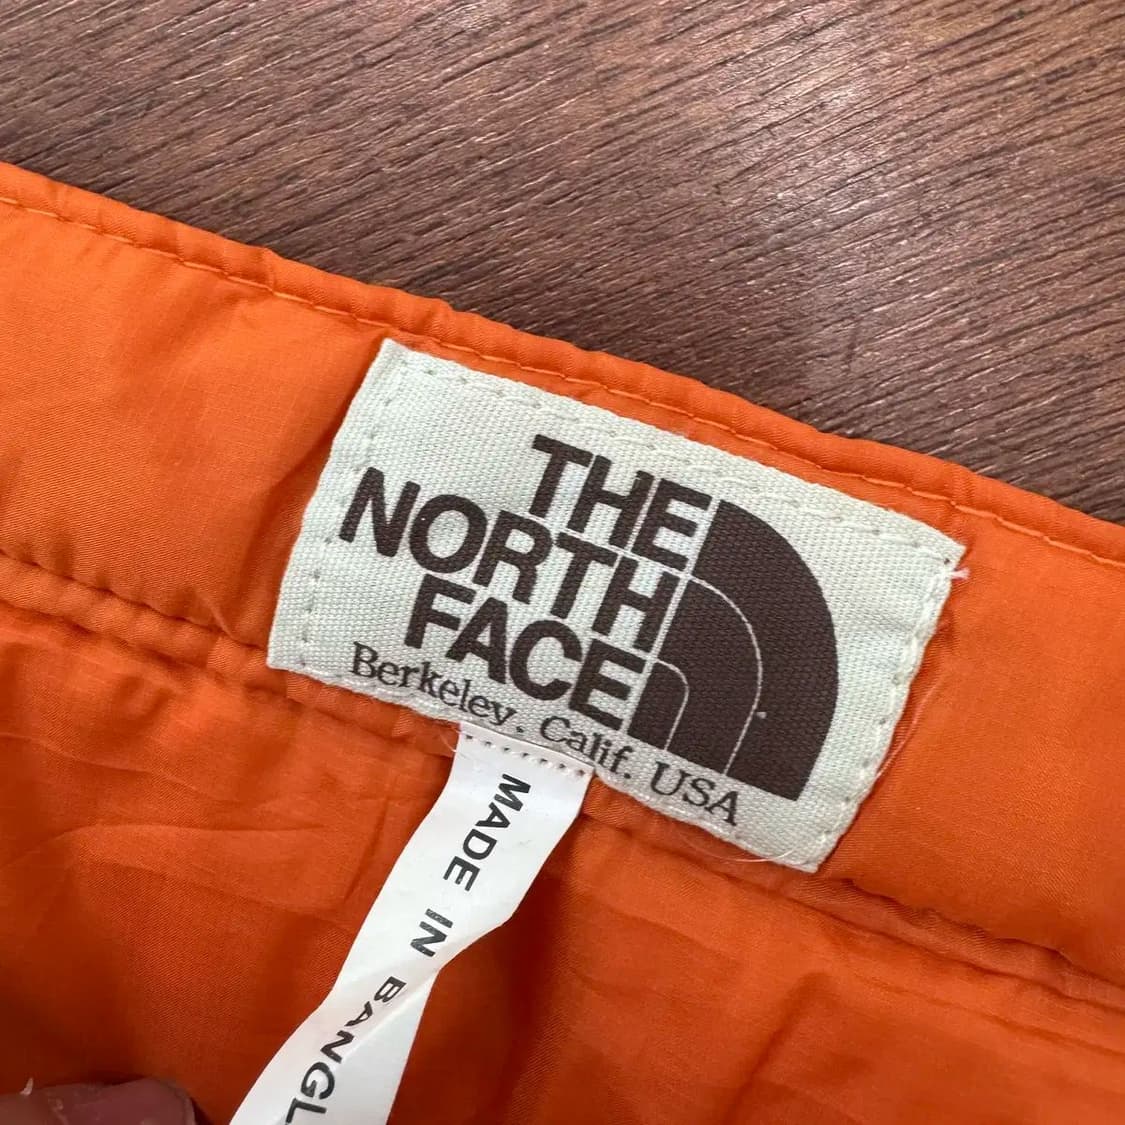 THE
NORTH
FACE
Berkeley, Calif. USA
MADE IN BANGL